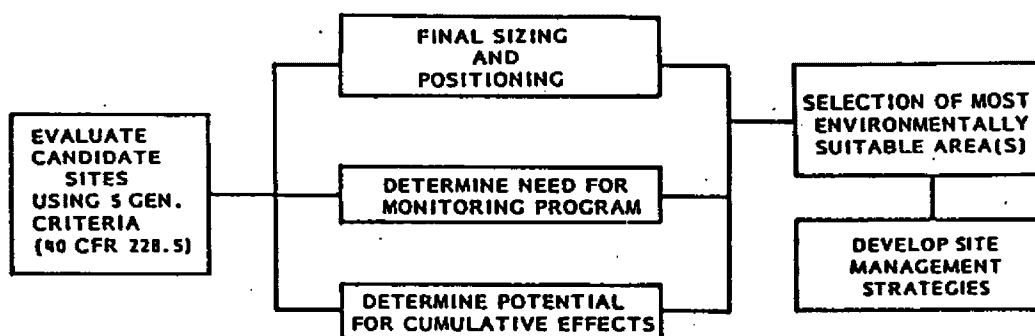 EVALUATE
CANDIDATE
SITES
USING 5 GEN.
CRITERIA
(40 CFR 228.5)
FINAL SIZING
AND
POSITIONING
DETERMINE NEED FOR
MONITORING PROGRAM
DETERMINE POTENTIAL
FOR CUMULATIVE EFFECTS
SELECTION OF MOST
ENVIRONMENTALLY
SUITABLE AREA(S)
DEVELOP SITE
MANAGEMENT
STRATEGIES